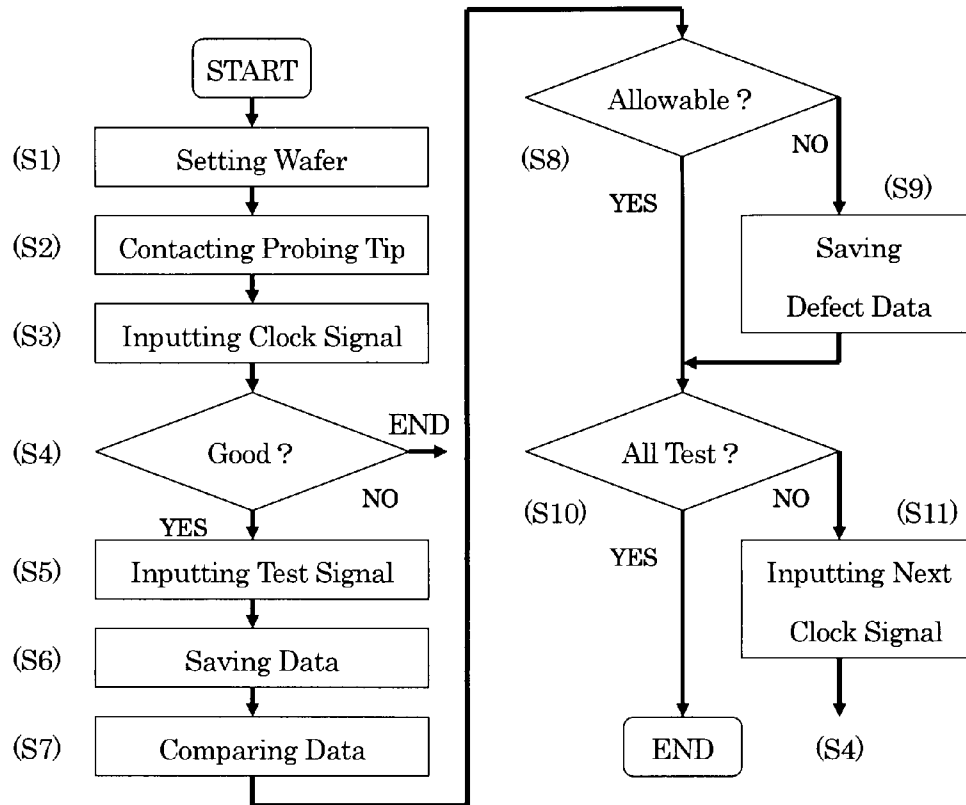 START
(S1) Setting Wafer
(S2) Contacting Probing Tip
(S3) Inputting Clock Signal
(S4) Good ?
END
NO
YES
(S5) Inputting Test Signal
(S6) Saving Data
(S7) Comparing Data
Allowable ?
(S8)
NO
YES
(S9)
Saving
Defect Data
All Test ?
(S10)
NO
YES
(S11)
Inputting Next
Clock Signal
END
(S4)